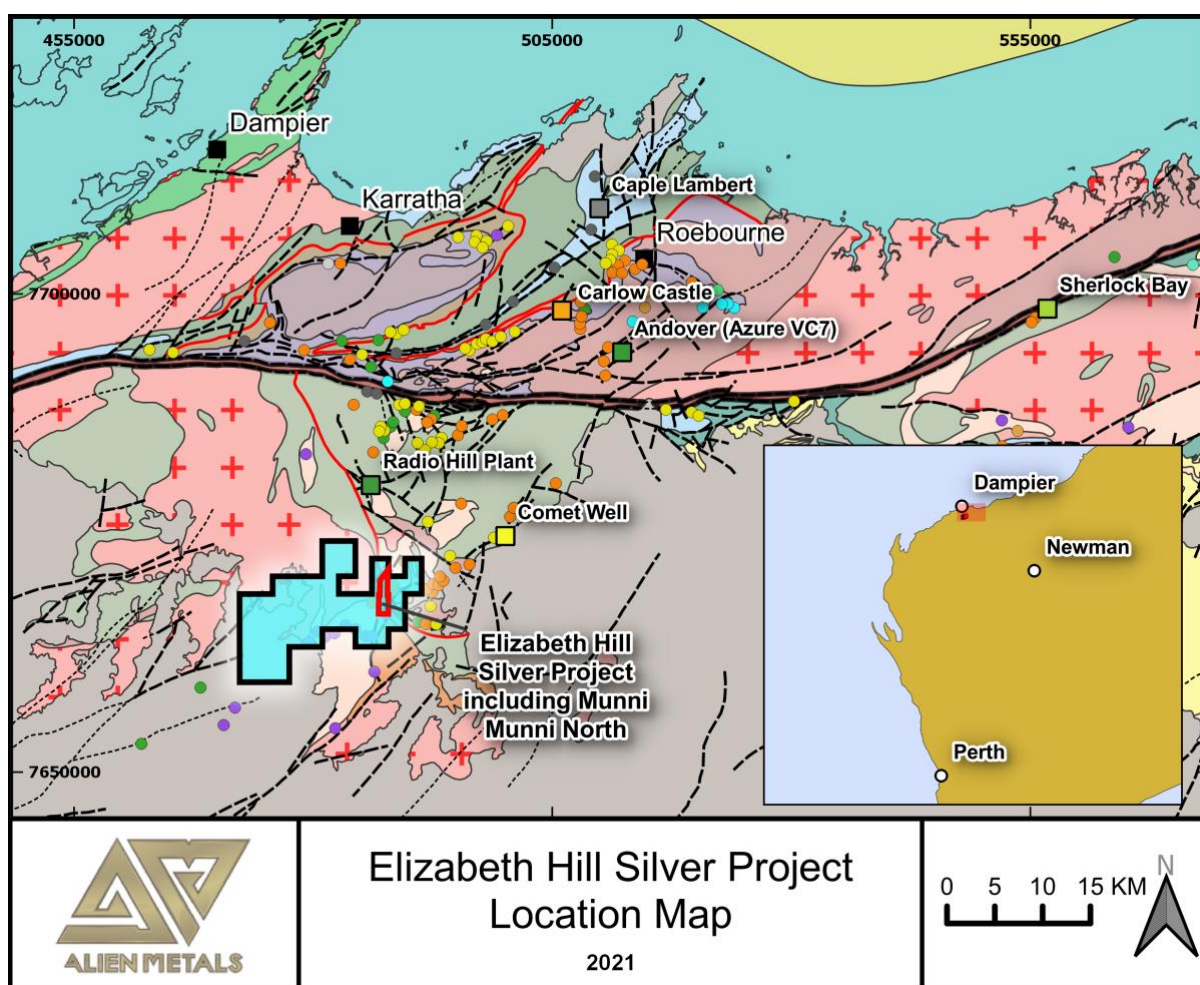 455000
505000
555000
Dampier
Karratha
Caple Lambert
Roebourne
7700000
Carlow Castle
Sherlock Bay
Andover (Azure VC7)
Radio Hill Plant
Comet Well
Elizabeth Hill
Silver Project
including Munni
Munni North
7650000
Dampier
Newman
Perth
ALIEN METALS
Elizabeth Hill Silver Project
Location Map
2021
0 5 10 15 KM
N